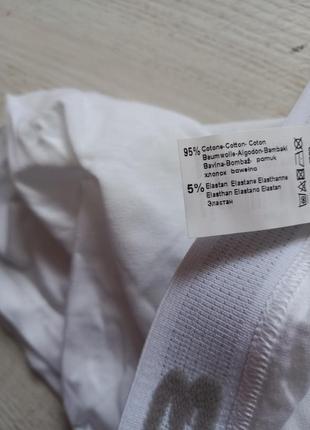 95% Cotone-Cotton- Coton
Baumwolle-Algodon-Bambaki
Bavlna-Bombaž pamuk
хлопок bawełna
5% Elastan Elastane Elasthanne
Elasthan Elastano Elastan
Эластан